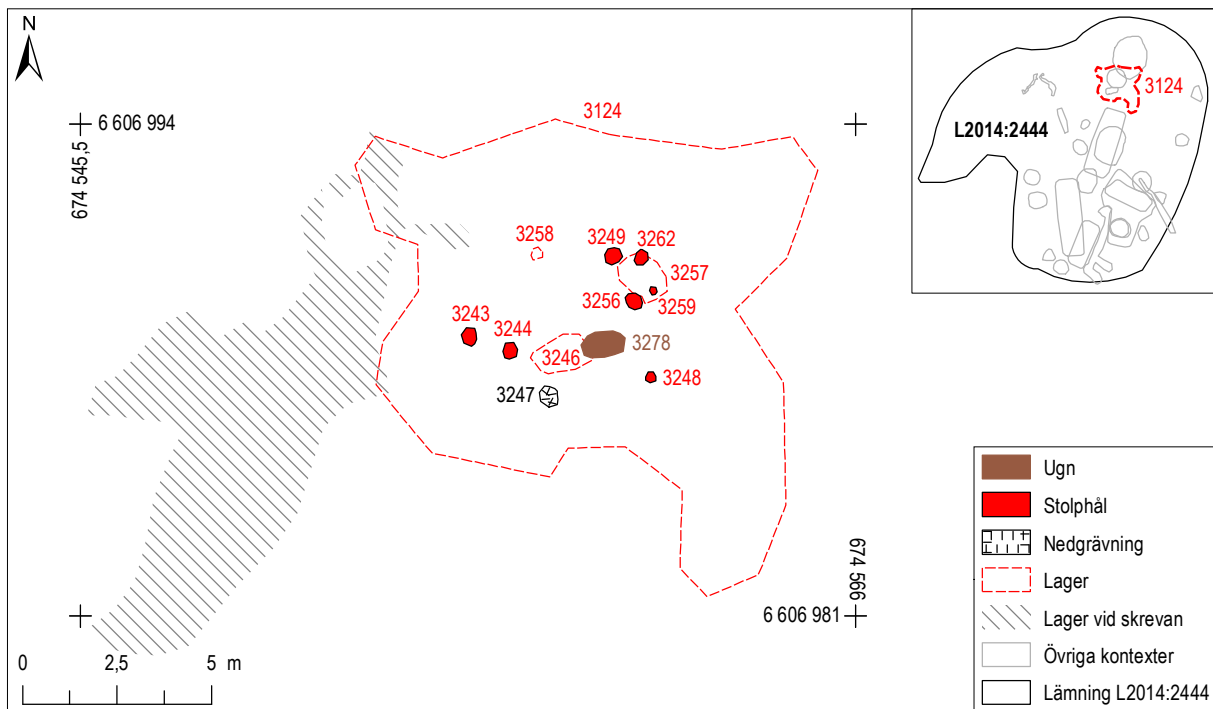 N
6 606 994
674 545,5
3124
3258
3249
3262
3257
3256
3259
3243
3244
3246
3278
3247
3248
674 566
6 606 981
0 2,5 5 m
3124
L2014:2444
Ugn
Stolphål
Nedgrävning
Lager
Lager vid skrevan
Övriga kontexter
Lämning L2014:2444